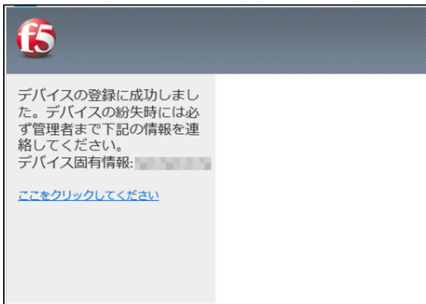 f5
デバイスの登録に成功しまし
た。デバイスの紛失時には必
ず管理者まで下記の情報を連
絡してください。
デバイス固有情報:
ここをクリックしてください